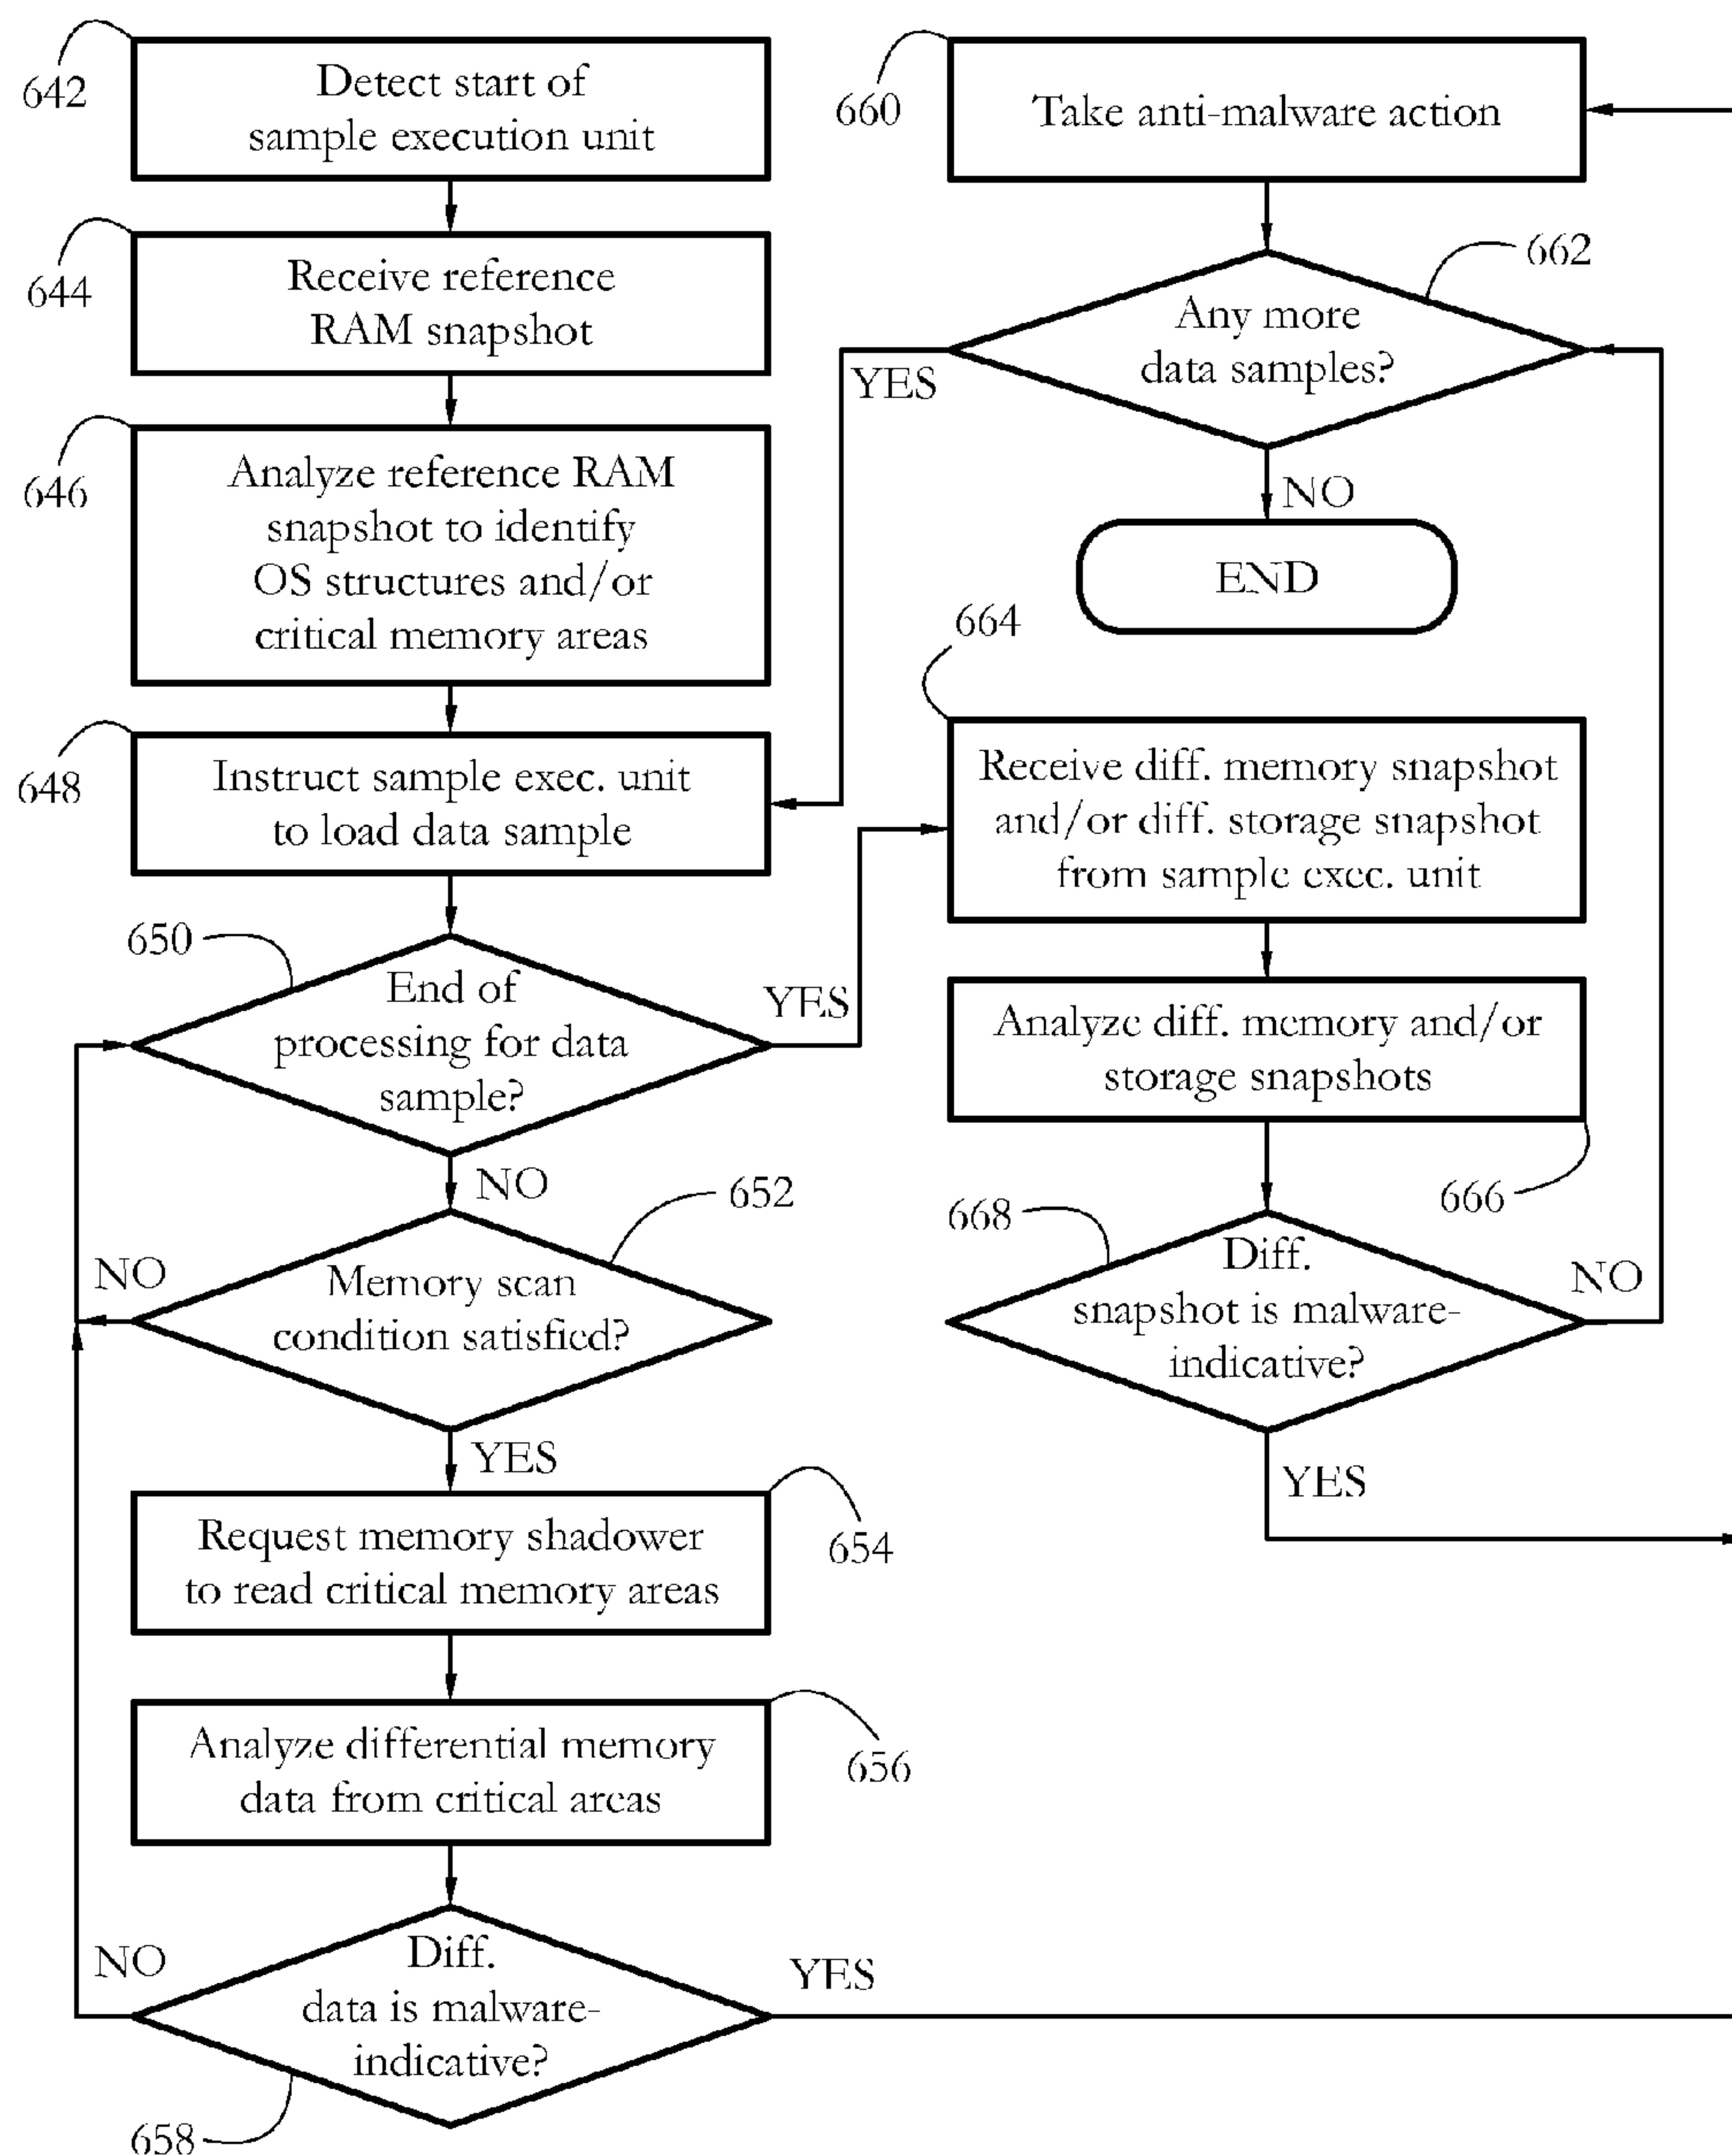 642
Detect start of
sample execution unit
644
Receive reference
RAM snapshot
646
Analyze reference RAM
snapshot to identify
OS structures and/or
critical memory areas
648
Instruct sample exec. unit
to load data sample
650
End of
processing for data
sample?
YES
NO
652
Memory scan
condition satisfied?
NO
YES
654
Request memory shadower
to read critical memory areas
656
Analyze differential memory
data from critical areas
658
Diff.
data is malware-
indicative?
NO
YES
660
Take anti-malware action
662
Any more
data samples?
YES
NO
END
664
Receive diff. memory snapshot
and/or diff. storage snapshot
from sample exec. unit
Analyze diff. memory and/or
storage snapshots
666
668
Diff.
snapshot is malware-
indicative?
NO
YES